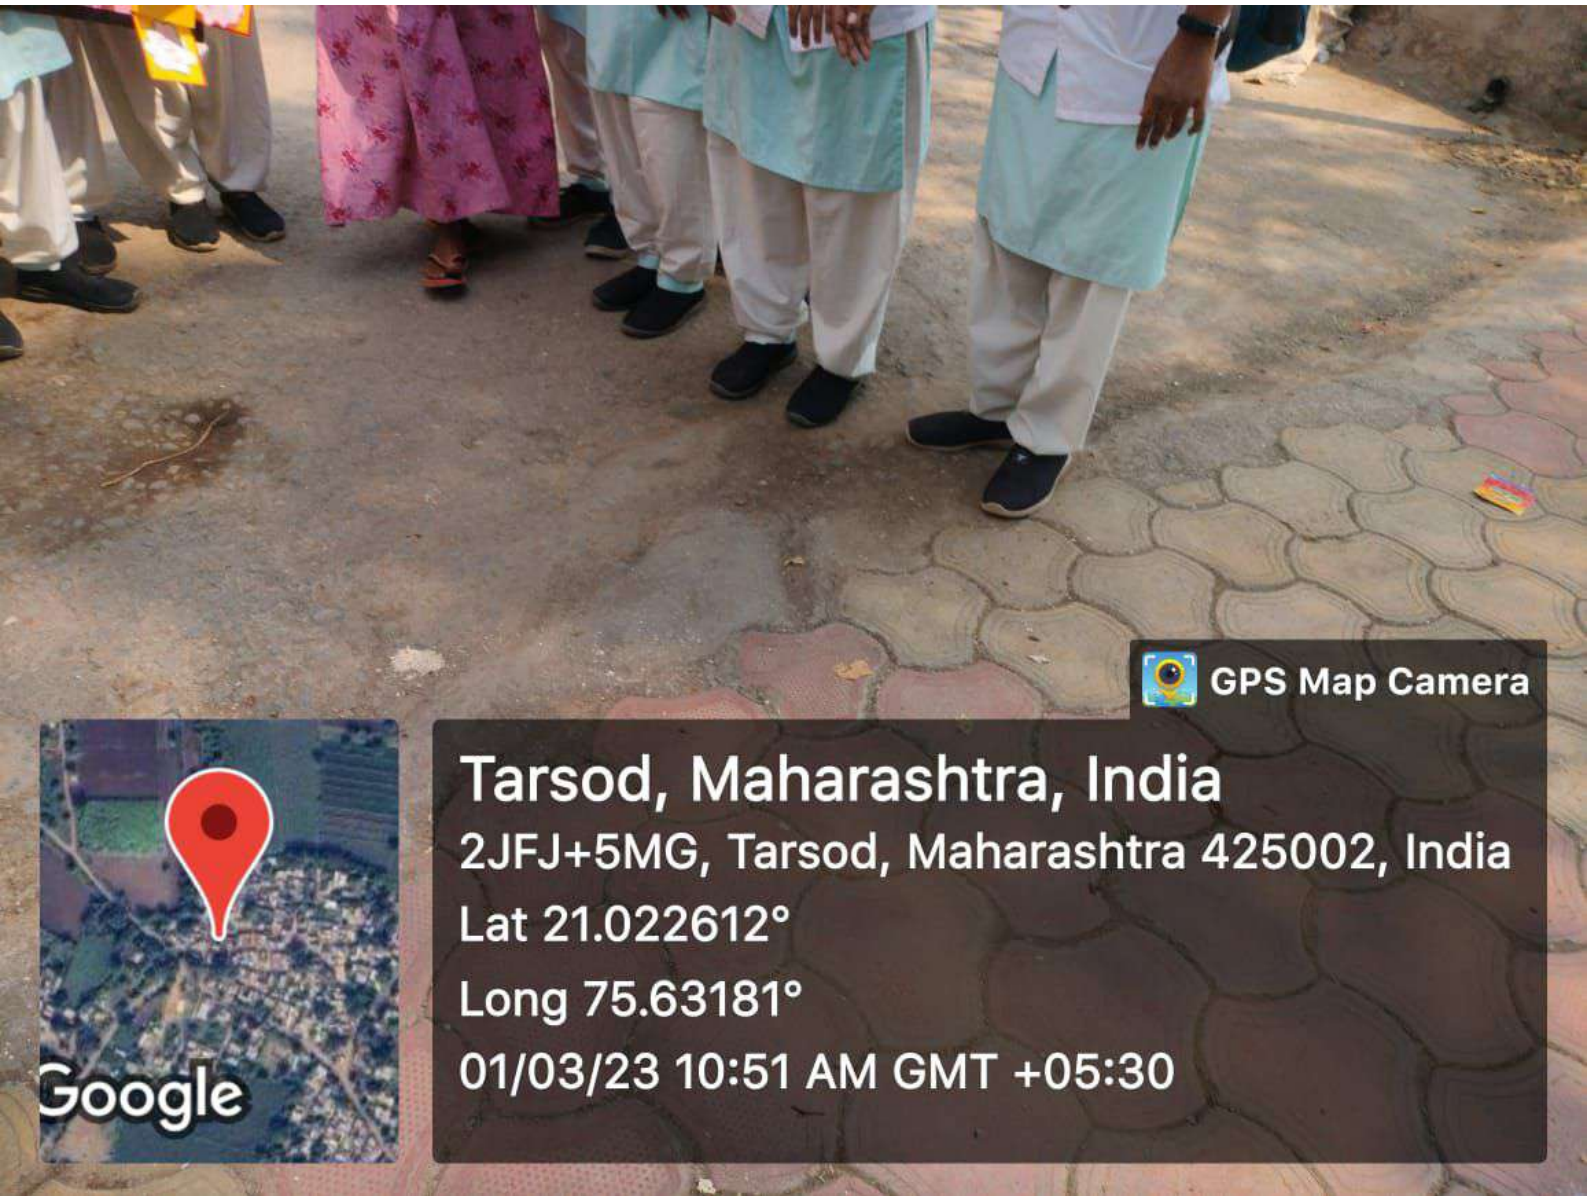 GPS Map Camera
Tarsod, Maharashtra, India
2JFJ+5MG, Tarsod, Maharashtra 425002, India
Lat 21.022612°
Long 75.63181°
01/03/23 10:51 AM GMT +05:30
Google